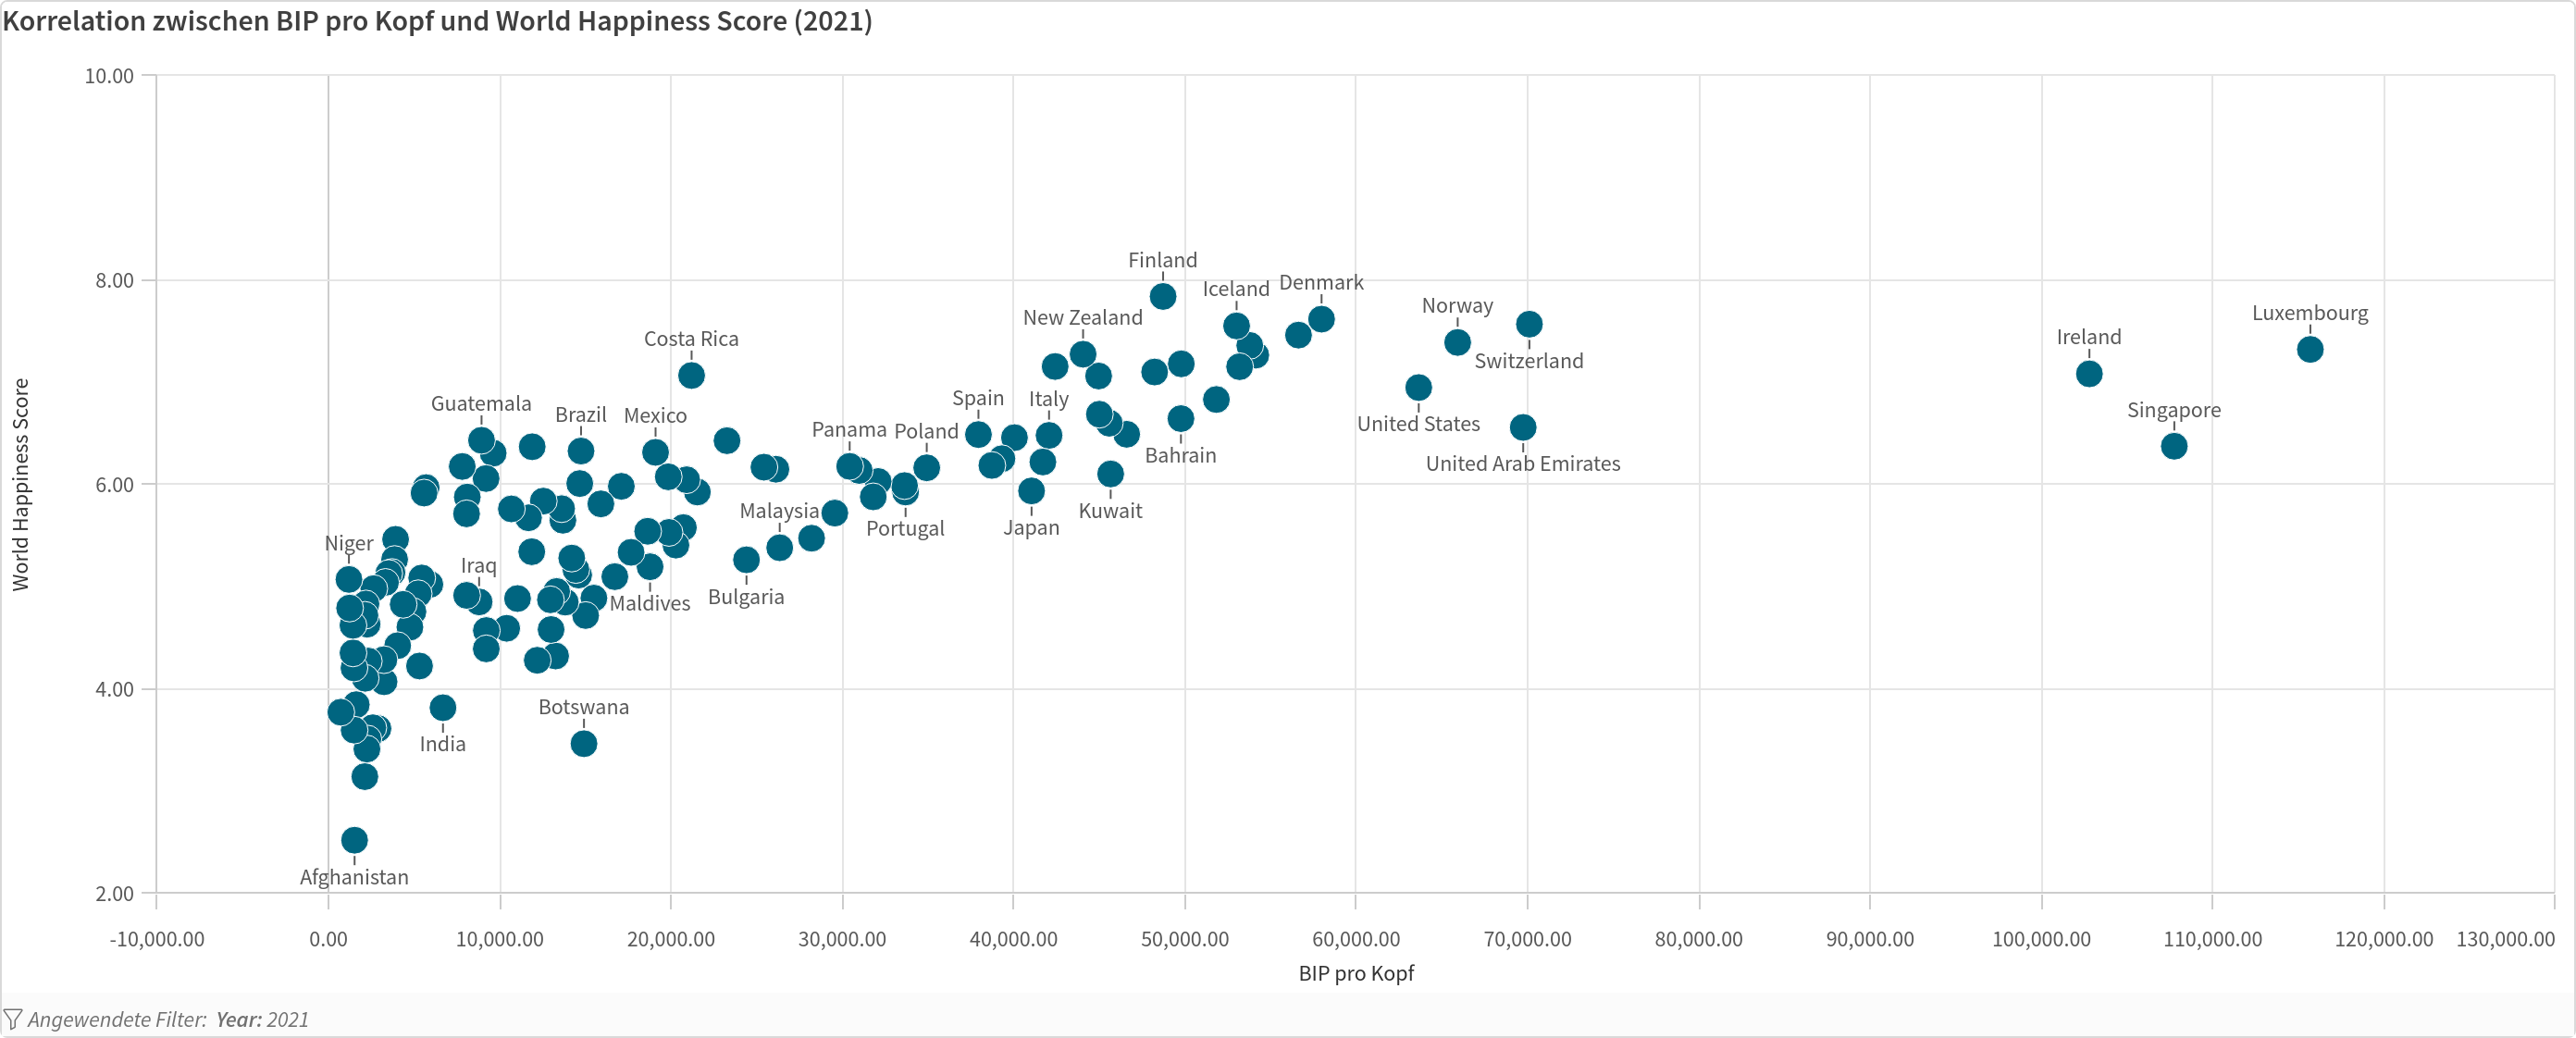 Korrelation zwischen BIP pro Kopf und World Happiness Score (2021)
10.00
8.00
6.00
4.00
2.00
World Happiness Score
Finland
Denmark
Iceland
Norway
Luxembourg
New Zealand
Costa Rica
Ireland
Switzerland
Spain
Italy
Guatemala
Brazil
Mexico
Singapore
United States
Panama
Poland
Bahrain
United Arab Emirates
Malaysia
Kuwait
Portugal
Japan
Niger
Iraq
Bulgaria
Maldives
Botswana
India
Afghanistan
-10,000.00 0.00 10,000.00 20,000.00 30,000.00 40,000.00 50,000.00 60,000.00 70,000.00 80,000.00 90,000.00 100,000.00 110,000.00 120,000.00 130,000.00
BIP pro Kopf
Angewendete Filter: Year: 2021